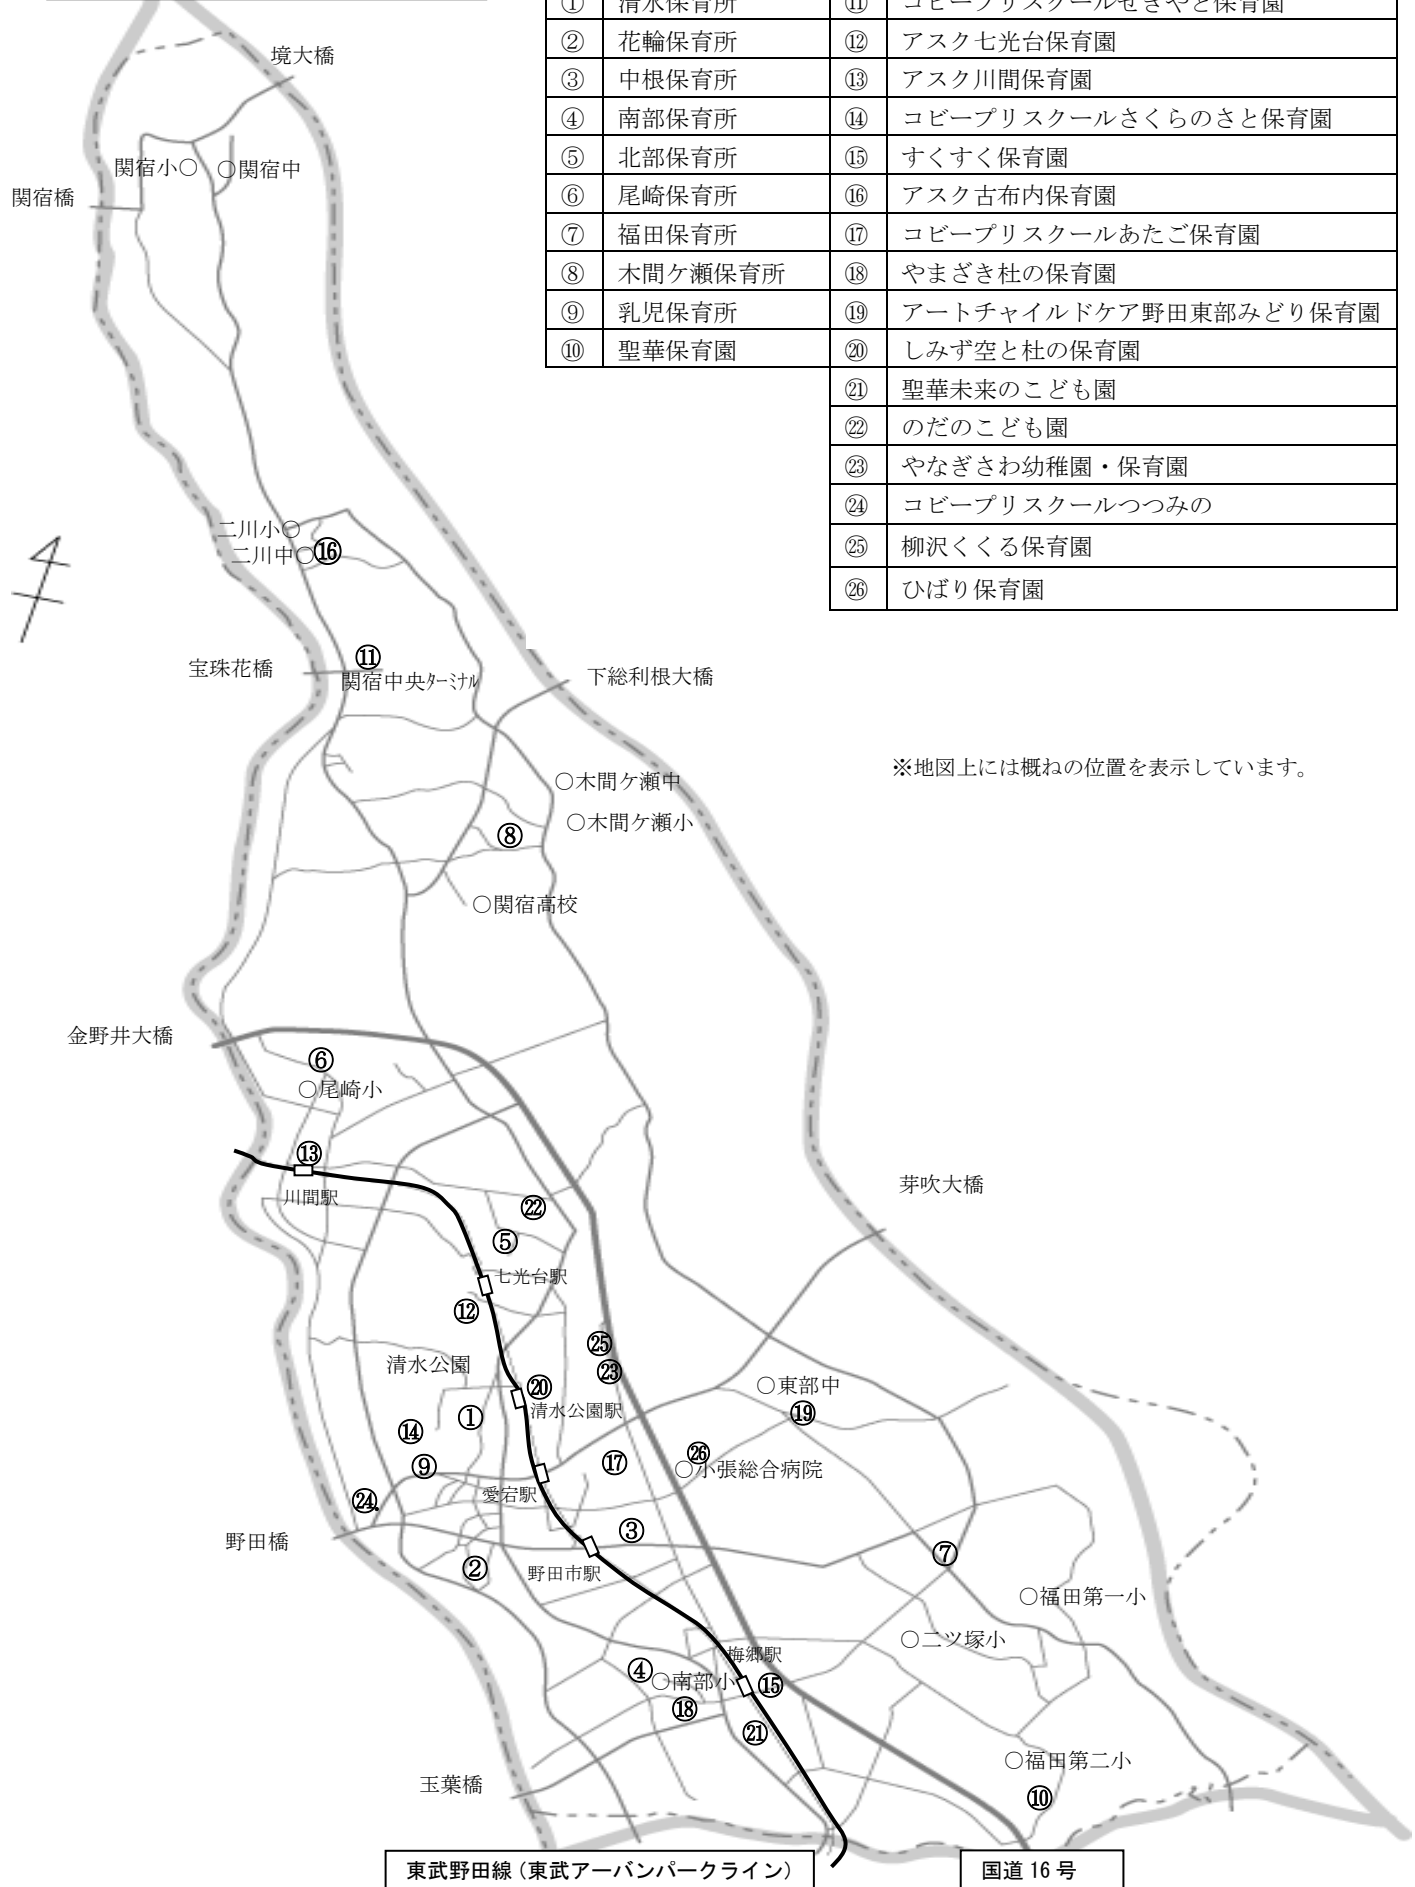 ① 清水保育所 ⑪ コビープリスクールせきやど保育園
② 花輪保育所 ⑫ アスク七光台保育園
③ 中根保育所 ⑬ アスク川間保育園
④ 南部保育所 ⑭ コビープリスクールさくらのさと保育園
⑤ 北部保育所 ⑮ すくすく保育園
⑥ 尾崎保育所 ⑯ アスク古布内保育園
⑦ 福田保育所 ⑰ コビープリスクールあたご保育園
⑧ 木間ケ瀬保育所 ⑱ やまざき杜の保育園
⑨ 乳児保育所 ⑲ アートチャイルドケア野田東部みどり保育園
⑩ 聖華保育園 ⑳ しみず空と杜の保育園
㉑ 聖華未来のこども園
㉒ のだのこども園
㉓ やなぎさわ幼稚園・保育園
㉔ コビープリスクールつつみの
㉕ 柳沢くくる保育園
㉖ ひばり保育園
境大橋
関宿小○ ○関宿中
関宿橋
二川小○
二川中○⑯
⑪
宝珠花橋
関宿中央ターミナル
下総利根大橋
※地図上には概ねの位置を表示しています。
○木間ケ瀬中
○木間ケ瀬小
⑧
○関宿高校
金野井大橋
⑥
○尾崎小
⑬
川間駅
芽吹大橋
㉒
⑤
七光台駅
⑫
㉕
清水公園
㉓
⑳
○東部中
清水公園駅
①
⑲
⑭
㉖
⑰
⑨
○小張総合病院
愛宕駅
㉔
③
野田橋
⑦
②
野田市駅
○福田第一小
○二ツ塚小
梅郷駅
④
○南部小
⑮
⑱
㉑
○福田第二小
玉葉橋
⑩
東武野田線(東武アーバンパークライン)
国道16号